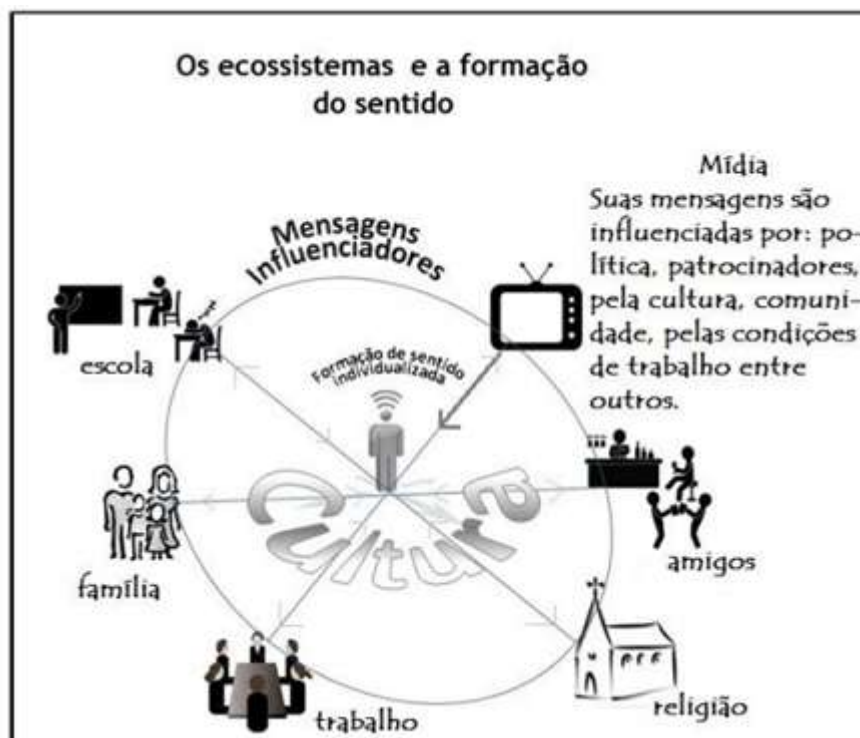 Os ecossistemas e a formação
do sentido
Mídia
Suas mensagens são
influenciadas por: po-
lítica, patrocinadores,
pela cultura, comuni-
dade, pelas condições
de trabalho entre
outros.
Mensagens
Influenciadores
escola
Formação de sentido
individualizada
Cultura
família
amigos
trabalho
religião